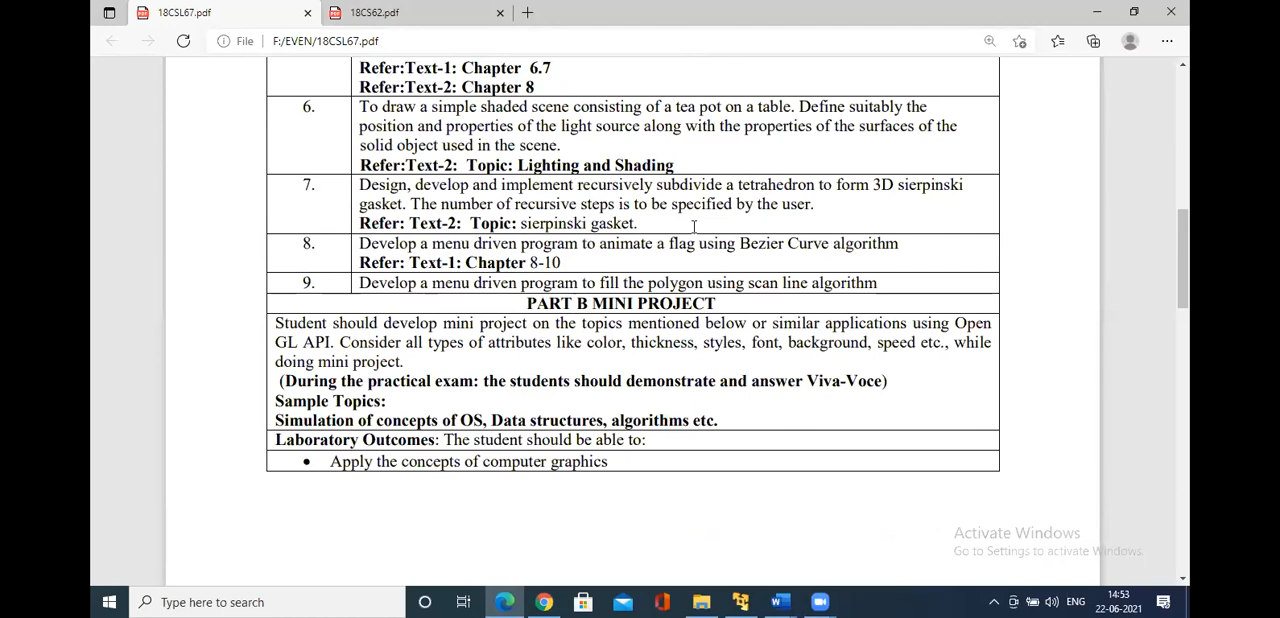 18CSL67.pdf
18CS62.pdf
File
F:/EVEN/18CSL67.pdf
Refer:Text-1: Chapter 6.7
Refer:Text-2: Chapter 8
6. To draw a simple shaded scene consisting of a tea pot on a table. Define suitably the
position and properties of the light source along with the properties of the surfaces of the
solid object used in the scene.
Refer:Text-2: Topic: Lighting and Shading
7. Design, develop and implement recursively subdivide a tetrahedron to form 3D sierpinski
gasket. The number of recursive steps is to be specified by the user.
Refer: Text-2: Topic: sierpinski gasket.
8. Develop a menu driven program to animate a flag using Bezier Curve algorithm
Refer: Text-1: Chapter 8-10
9. Develop a menu driven program to fill the polygon using scan line algorithm
PART B MINI PROJECT
Student should develop mini project on the topics mentioned below or similar applications using Open
GL API. Consider all types of attributes like color, thickness, styles, font, background, speed etc., while
doing mini project.
(During the practical exam: the students should demonstrate and answer Viva-Voce)
Sample Topics:
Simulation of concepts of OS, Data structures, algorithms etc.
Laboratory Outcomes: The student should be able to:
• Apply the concepts of computer graphics
Activate Windows
Go to Settings to activate Windows.
Type here to search
ENG
14:53
22-06-2021